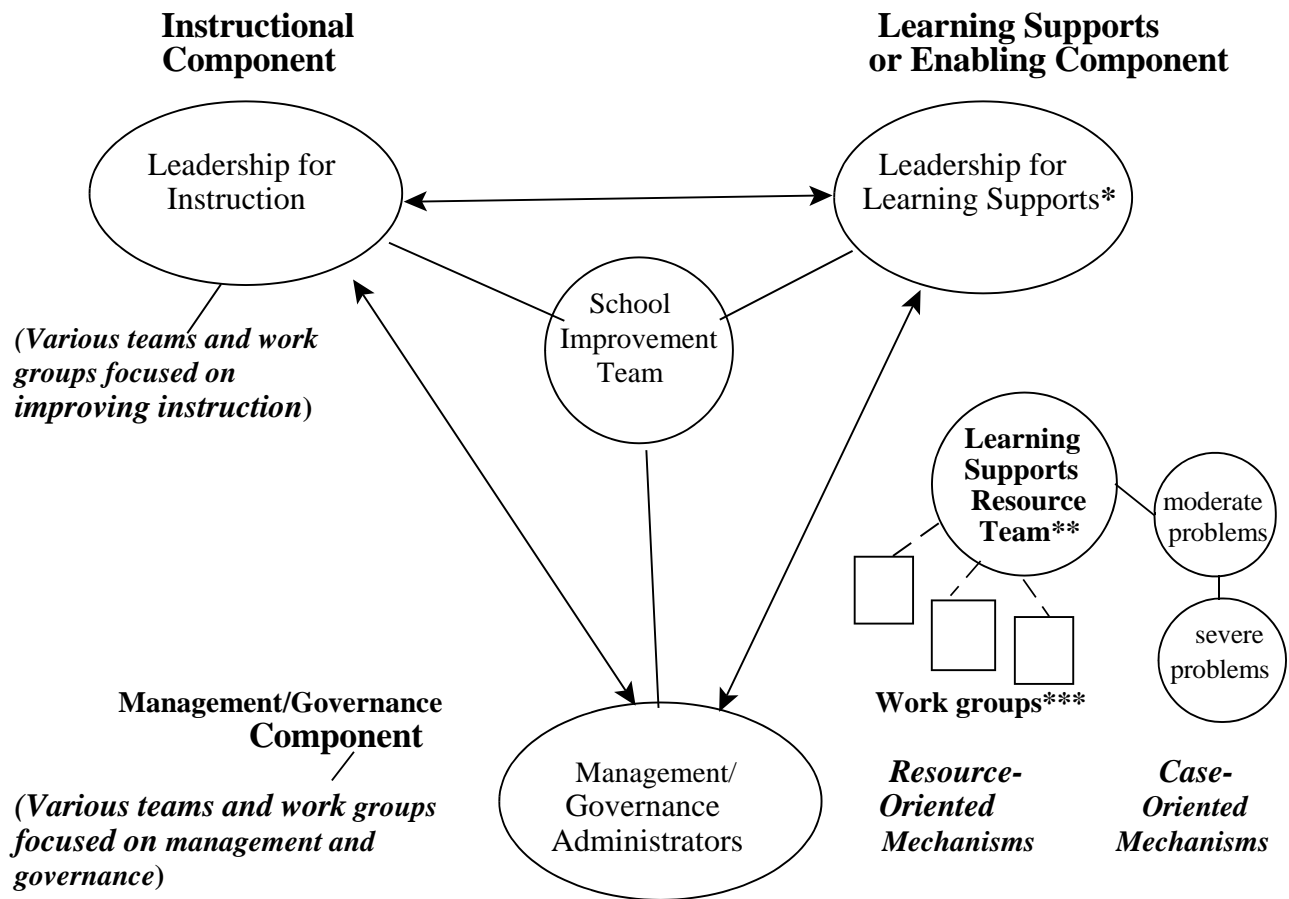 Instructional
Component
Learning Supports
or Enabling Component
Leadership for
Instruction
Leadership for
Learning Supports*
School
Improvement
Team
(Various teams and work
groups focused on
improving instruction)
Learning
Supports
Resource
Team**
moderate
problems
severe
problems
Work groups***
Management/Governance
Component
(Various teams and work groups
focused on management and
governance)
Management/
Governance
Administrators
Resource-
Oriented
Mechanisms
Case-
Oriented
Mechanisms